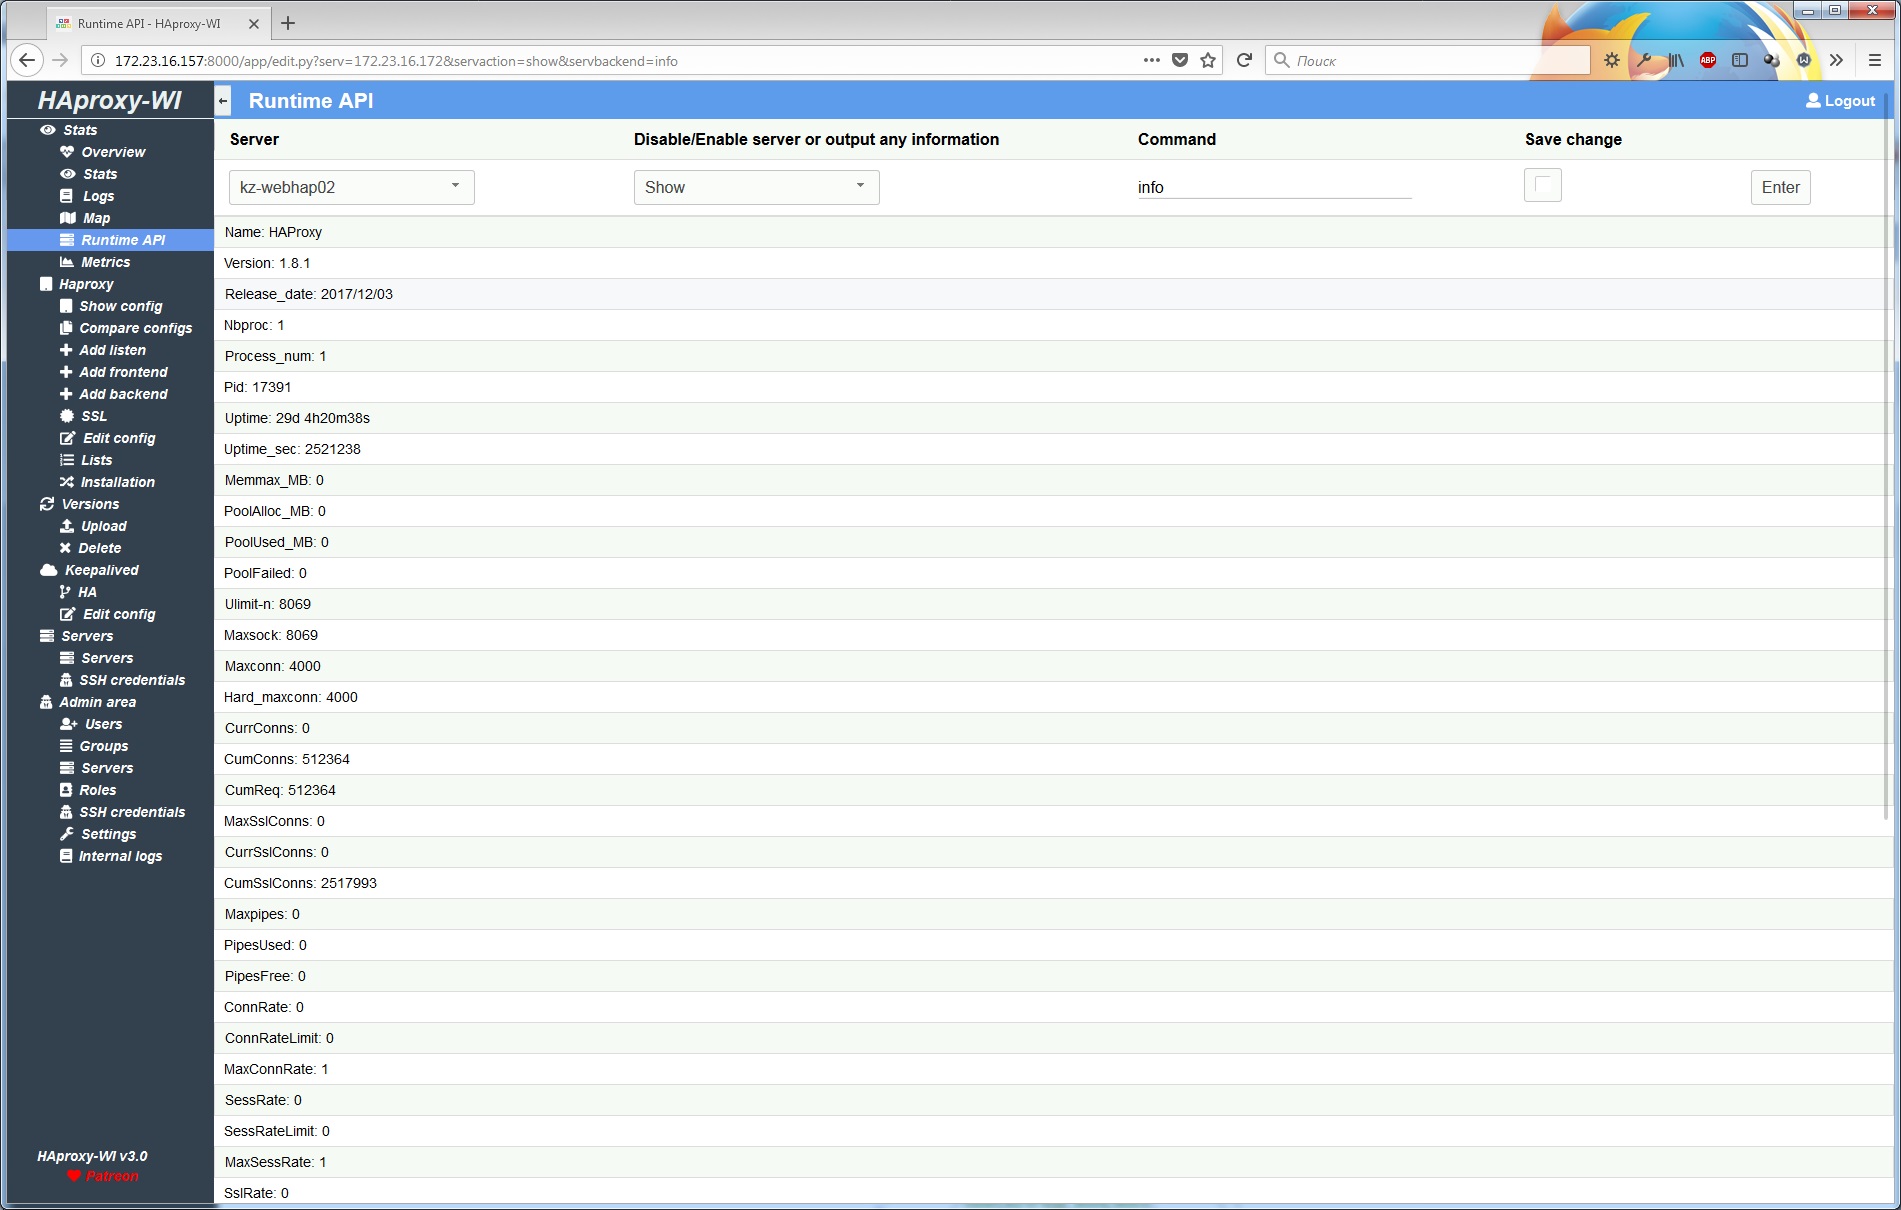 Runtime API - HAproxy-WI
172.23.16.157:8000/app/edit.py?serv=172.23.16.172&servaction=show&servbackend=info
Поиск
ABP
HAproxy-WI
Runtime API
Logout
Stats
Overview
Stats
Logs
Map
Runtime API
Metrics
Haproxy
Show config
Compare configs
Add listen
Add frontend
Add backend
SSL
Edit config
Lists
Installation
Versions
Upload
Delete
Keepalived
HA
Edit config
Servers
Servers
SSH credentials
Admin area
Users
Groups
Servers
Roles
SSH credentials
Settings
Internal logs
HAproxy-WI v3.0
Patreon
Server Disable/Enable server or output any information Command Save change
kz-webhap02 Show info Enter
Name: HAProxy
Version: 1.8.1
Release_date: 2017/12/03
Nbproc: 1
Process_num: 1
Pid: 17391
Uptime: 29d 4h20m38s
Uptime_sec: 2521238
Memmax_MB: 0
PoolAlloc_MB: 0
PoolUsed_MB: 0
PoolFailed: 0
Ulimit-n: 8069
Maxsock: 8069
Maxconn: 4000
Hard_maxconn: 4000
CurrConns: 0
CumConns: 512364
CumReq: 512364
MaxSslConns: 0
CurrSslConns: 0
CumSslConns: 2517993
Maxpipes: 0
PipesUsed: 0
PipesFree: 0
ConnRate: 0
ConnRateLimit: 0
MaxConnRate: 1
SessRate: 0
SessRateLimit: 0
MaxSessRate: 1
SslRate: 0